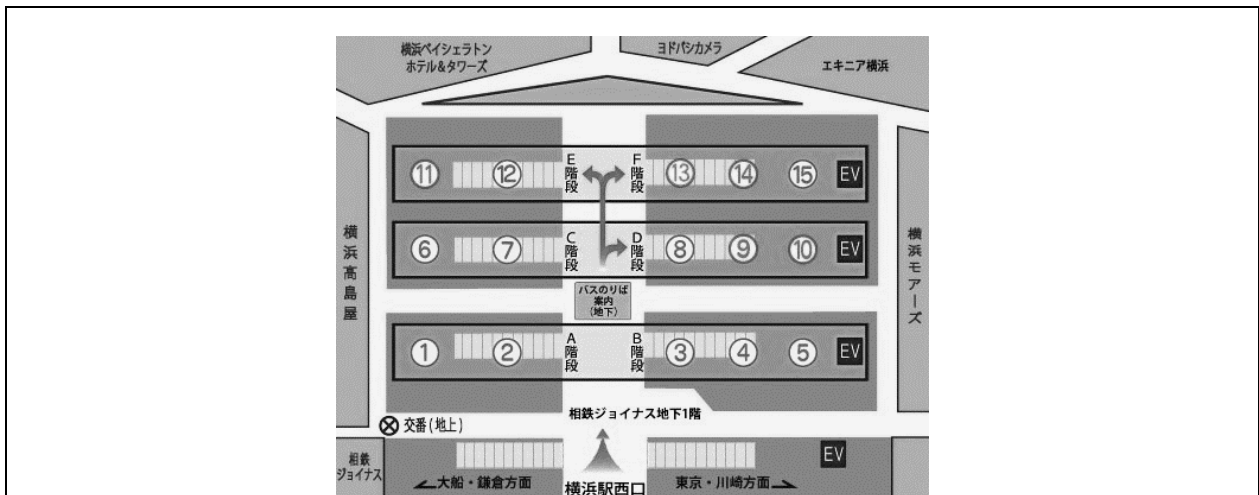 横浜ベイシェラトン
ホテル&タワーズ
ヨドバシカメラ
エキニア横浜
⑪
⑫
E階段
F階段
⑬
⑭
⑮
EV
横浜高島屋
⑥
⑦
C階段
D階段
⑧
⑨
⑩
EV
横浜モアーズ
バスのりば
案内
(地下)
①
②
A階段
B階段
③
④
⑤
EV
相鉄ジョイナス地下1階
交番(地上)
相鉄
ジョイナス
EV
大船・鎌倉方面
横浜駅西口
東京・川崎方面